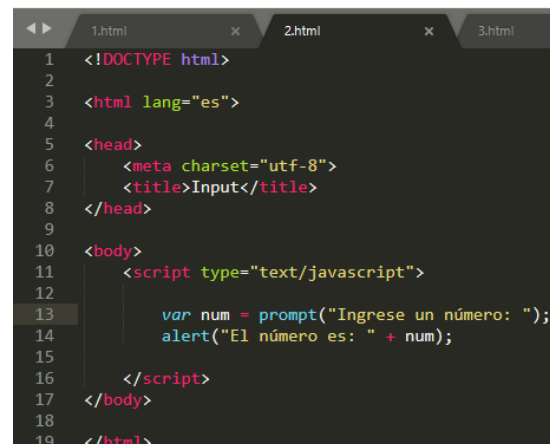 1.html × 2.html × 3.html
1 <!DOCTYPE html>
2
3 <html lang="es">
4
5 <head>
6 <meta charset="utf-8">
7 <title>Input</title>
8 </head>
9
10 <body>
11 <script type="text/javascript">
12
13 var num = prompt("Ingrese un número: ");
14 alert("El número es: " + num);
15
16 </script>
17 </body>
18
19 </html>